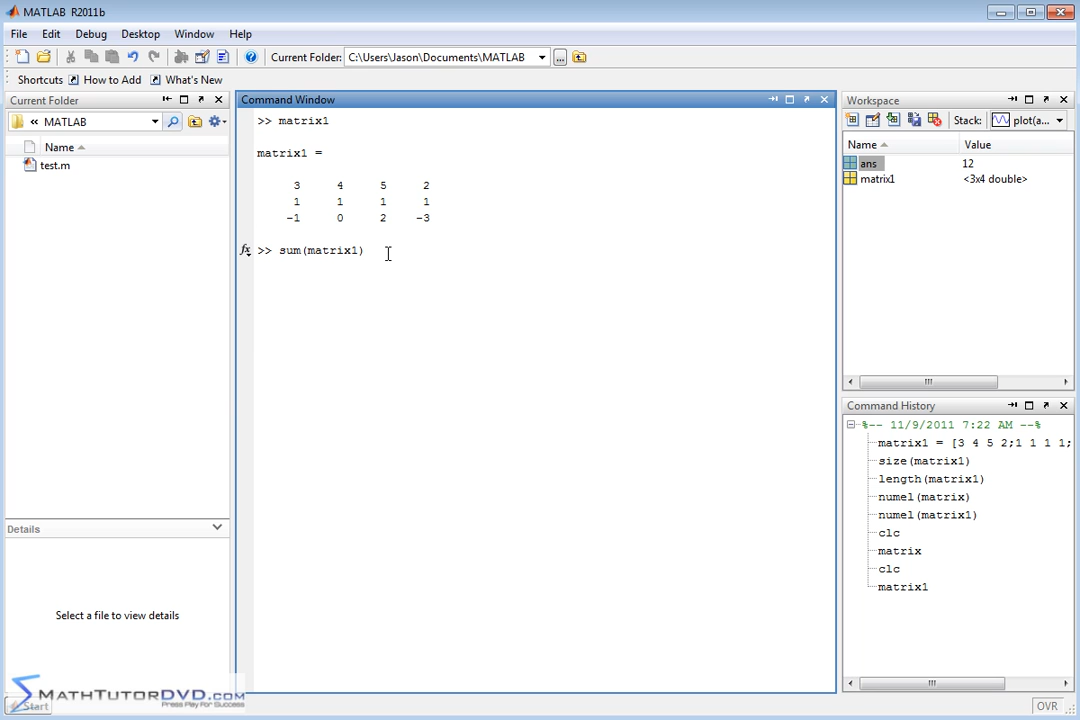 MATLAB R2011b
File Edit Debug Desktop Window Help
Current Folder: C:\Users\Jason\Documents\MATLAB ...
Shortcuts How to Add What's New
Current Folder
« MATLAB
Name
test.m
Details
Select a file to view details
Command Window
>> matrix1
matrix1 =
3 4 5 2
1 1 1 1
-1 0 2 -3
fx >> sum(matrix1)
Workspace
Stack: plot(a...
Name Value
ans 12
matrix1 <3x4 double>
Command History
%-- 11/9/2011 7:22 AM --%
matrix1 = [3 4 5 2;1 1 1 1;
size(matrix1)
length(matrix1)
numel(matrix)
numel(matrix1)
clc
matrix
clc
matrix1
MATHTUTORDVD.COM
Press Play For Success
Start
OVR